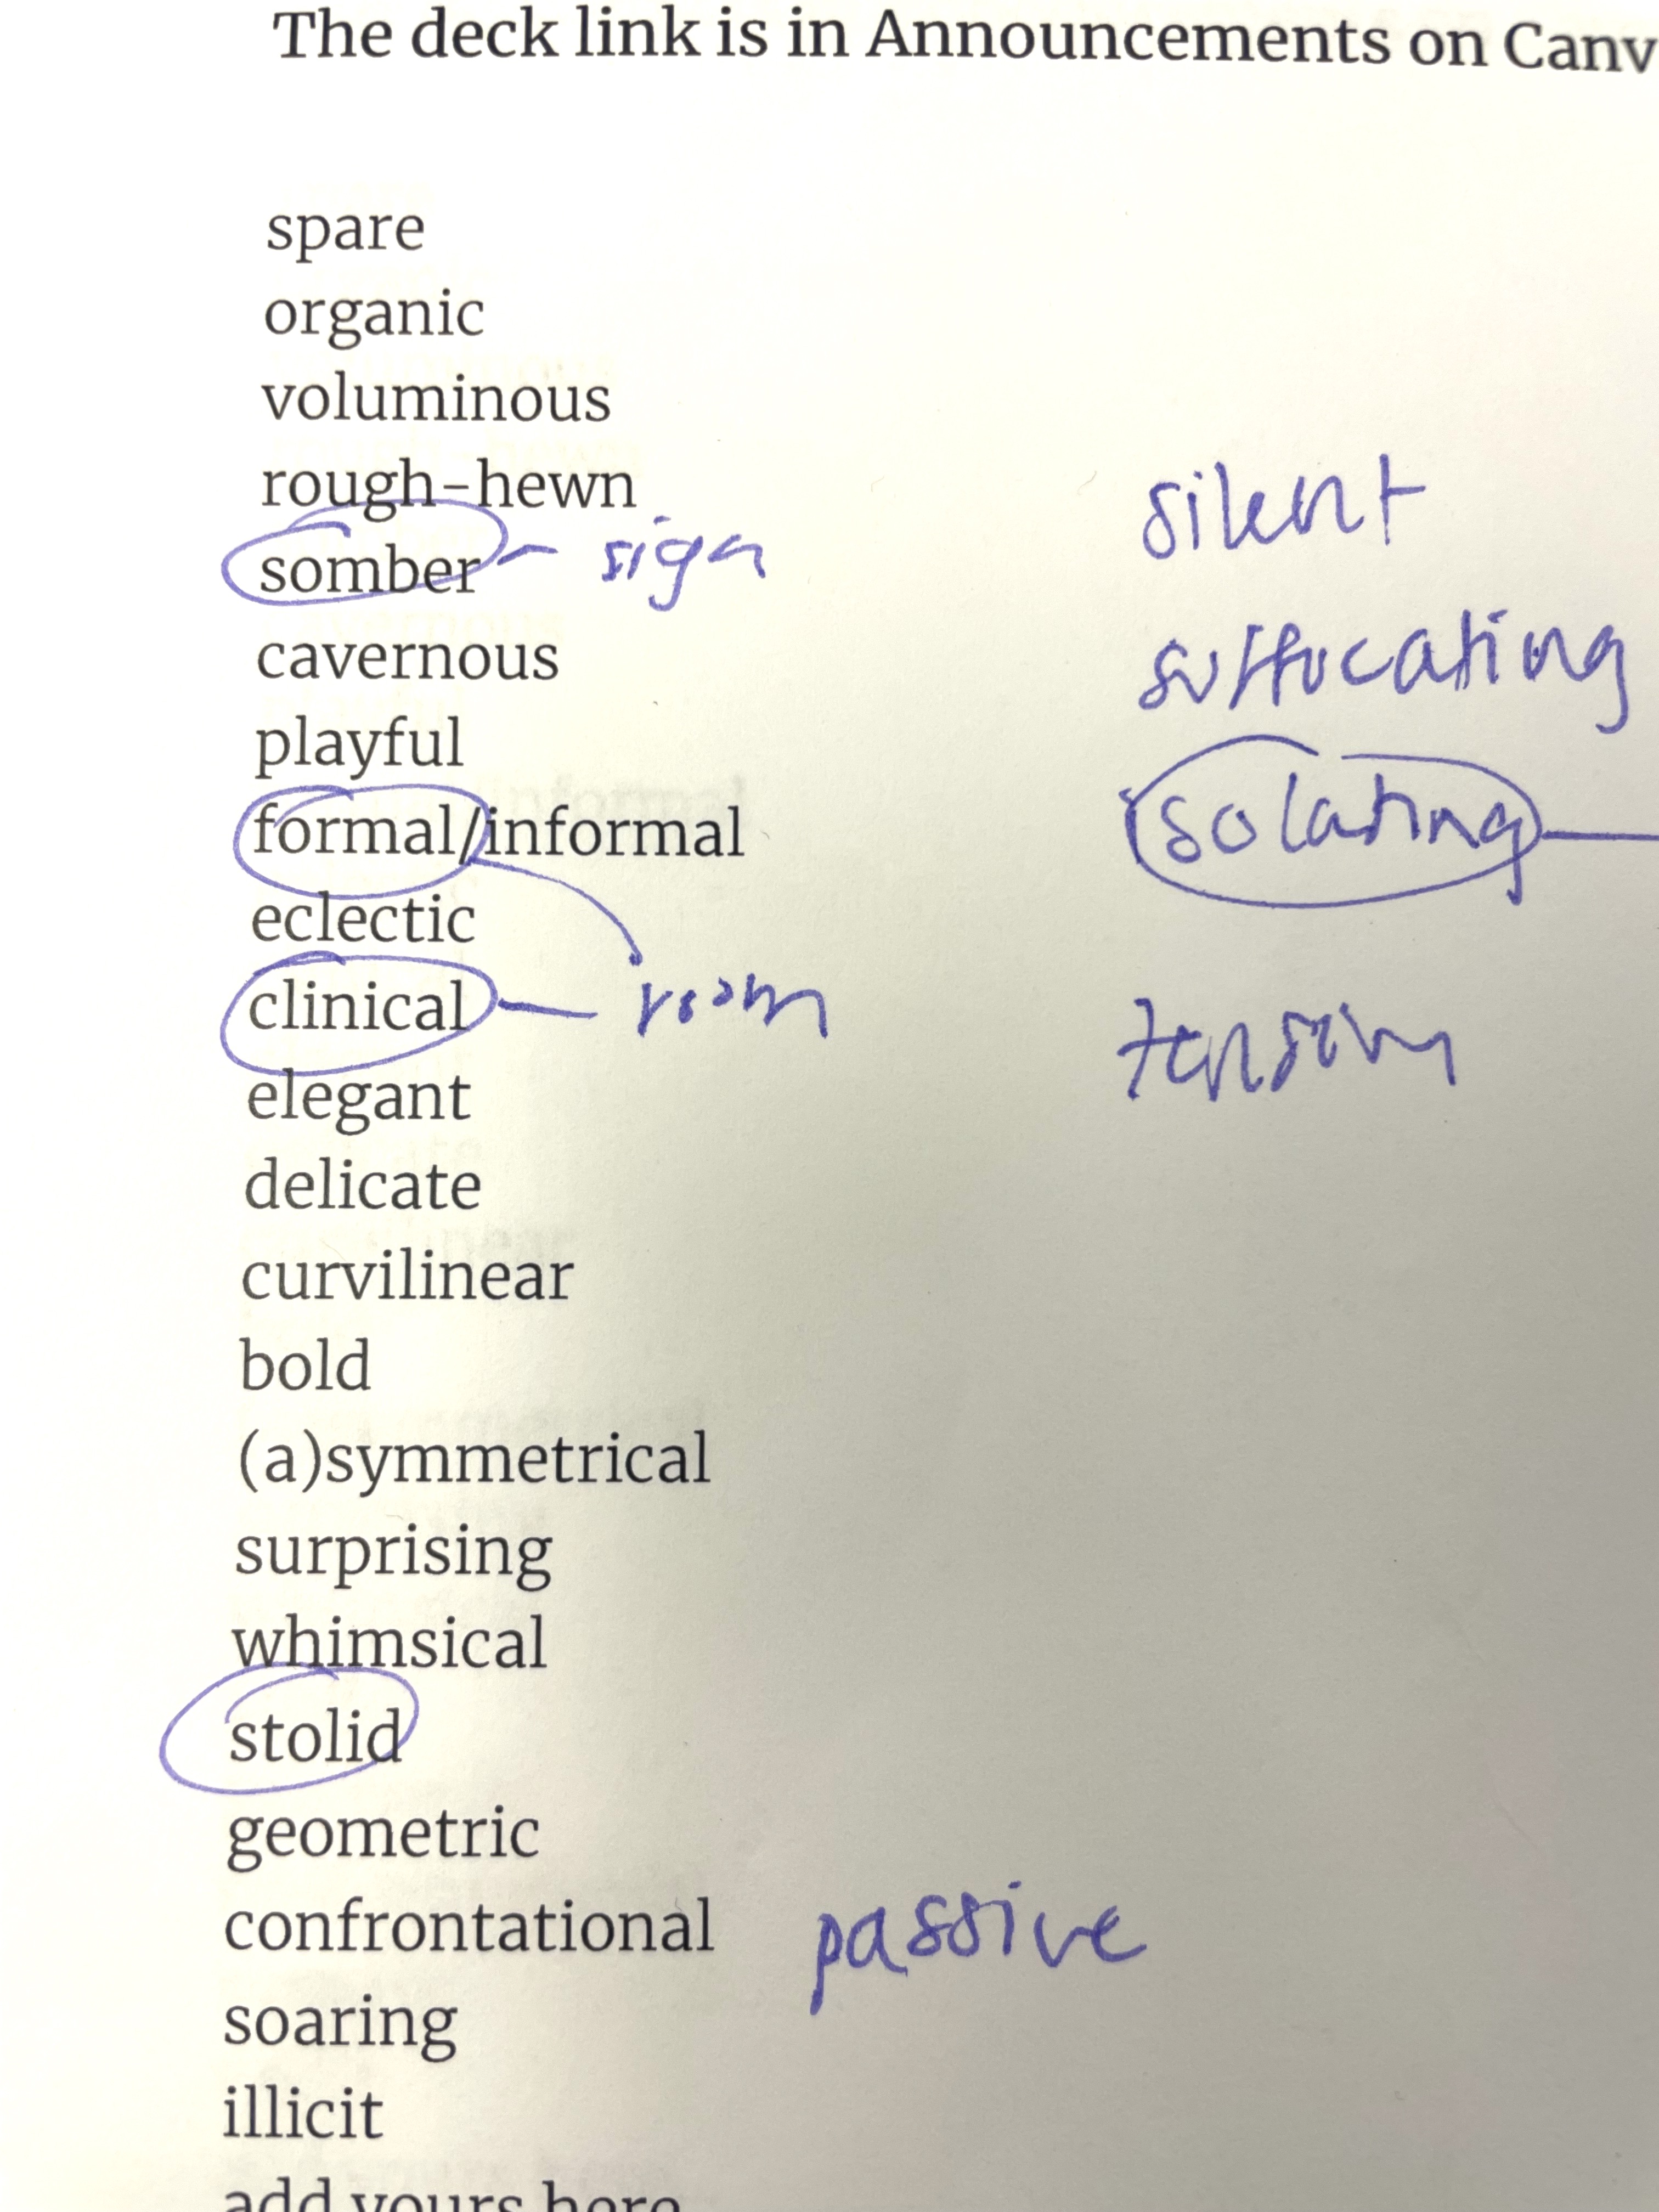 The deck link is in Announcements on Canv
spare
organic
voluminous
rough-hewn
somber sign
cavernous
playful
formal/informal
eclectic
clinical room
elegant
delicate
curvilinear
bold
(a)symmetrical
surprising
whimsical
stolid
geometric
confrontational passive
soaring
illicit
add yours here
silent
suffocating
isolating
tension